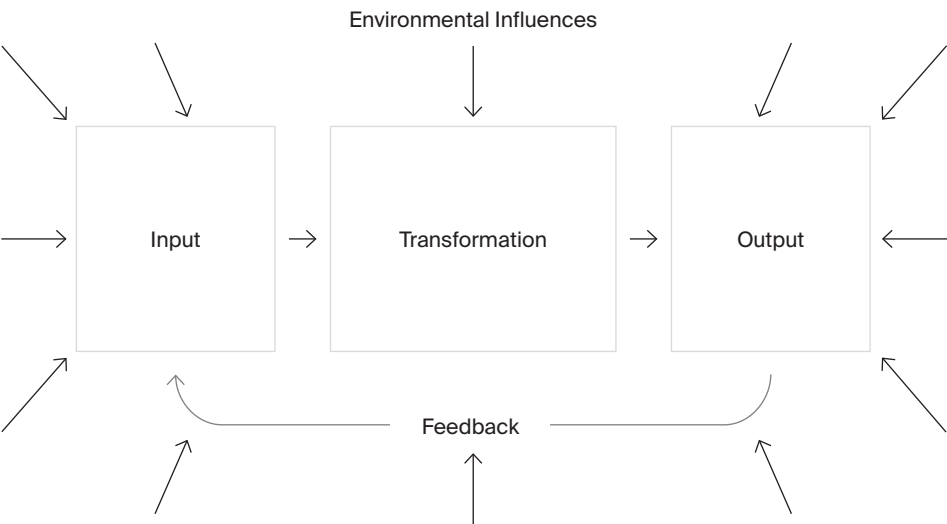 Environmental Influences
Input
Transformation
Output
Feedback